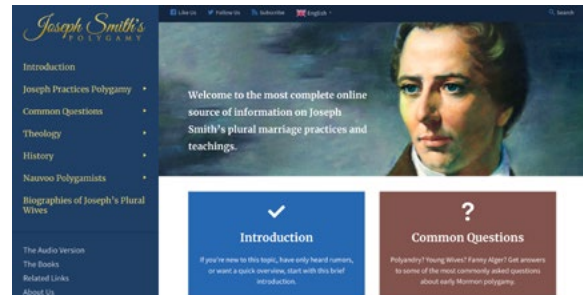 Joseph Smith's
POLYGAMY
Introduction
Joseph Practices Polygamy
Common Questions
Theology
History
Nauvoo Polygamists
Biographies of Joseph's Plural
Wives
The Audio Version
The Books
Related Links
About Us
Like Us Follow Us Subscribe English Search
Welcome to the most complete online
source of information on Joseph
Smith's plural marriage practices and
teachings.
Introduction
If you're new to this topic, have only heard rumors,
or want a quick overview, start with this brief
introduction.
?
Common Questions
Polyandry? Young Wives? Fanny Alger? Get answers
to some of the most commonly asked questions
about early Mormon polygamy.